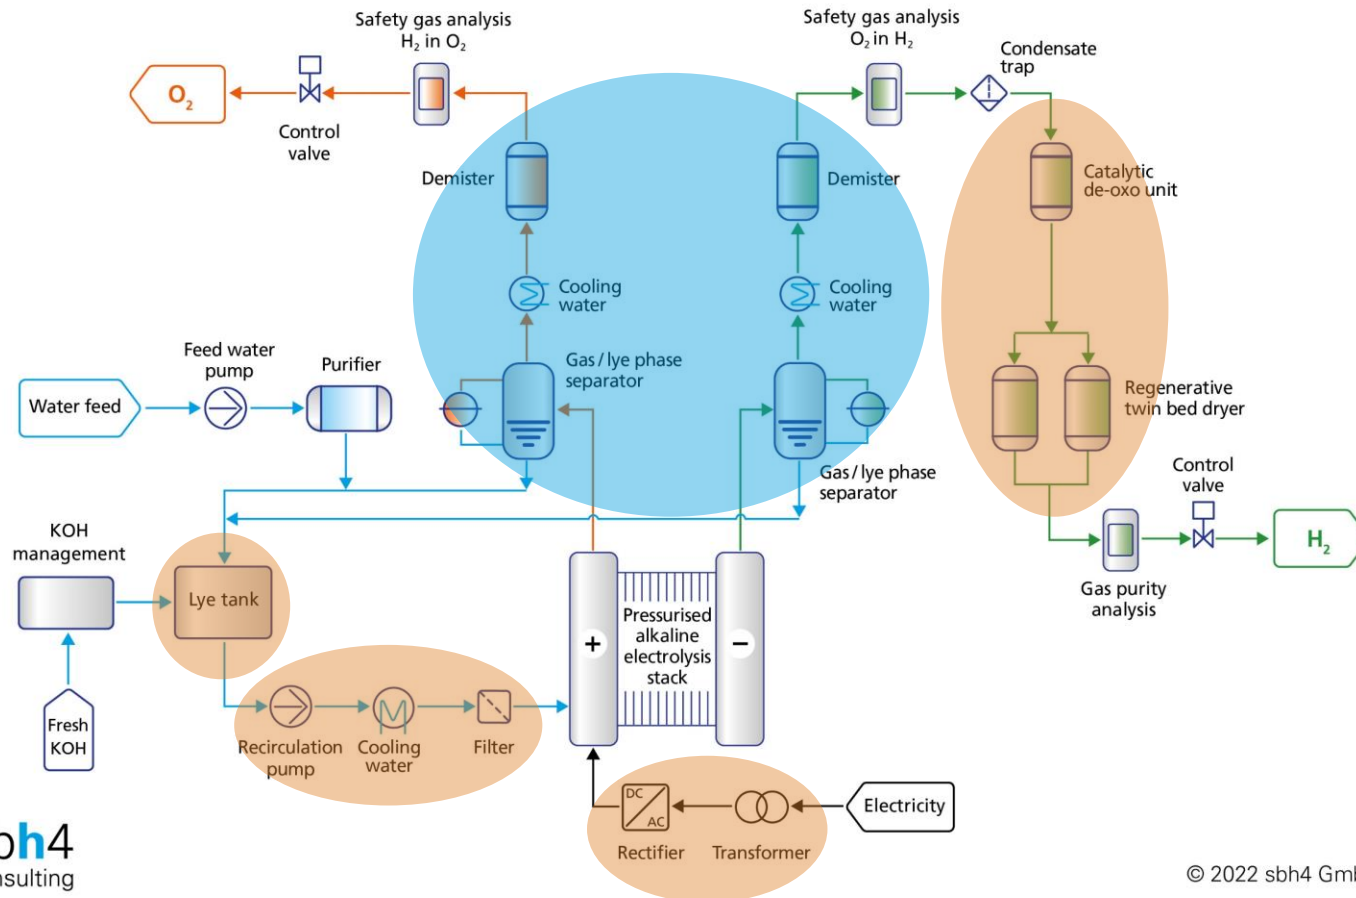 Safety gas analysis
H₂ in O₂
Safety gas analysis
O₂ in H₂
Condensate
trap
O₂
Control
valve
Demister
Demister
Catalytic
de-oxo unit
Cooling
water
Cooling
water
Feed water
pump
Purifier
Gas / lye phase
separator
Water feed
Regenerative
twin bed dryer
Gas / lye phase
separator
Control
valve
KOH
management
H₂
Gas purity
analysis
Lye tank
Pressurised
alkaline
electrolysis
stack
+
−
Fresh
KOH
Recirculation
pump
Cooling
water
Filter
DC
AC
Electricity
Rectifier
Transformer
h4
nsulting
© 2022 sbh4 Gm